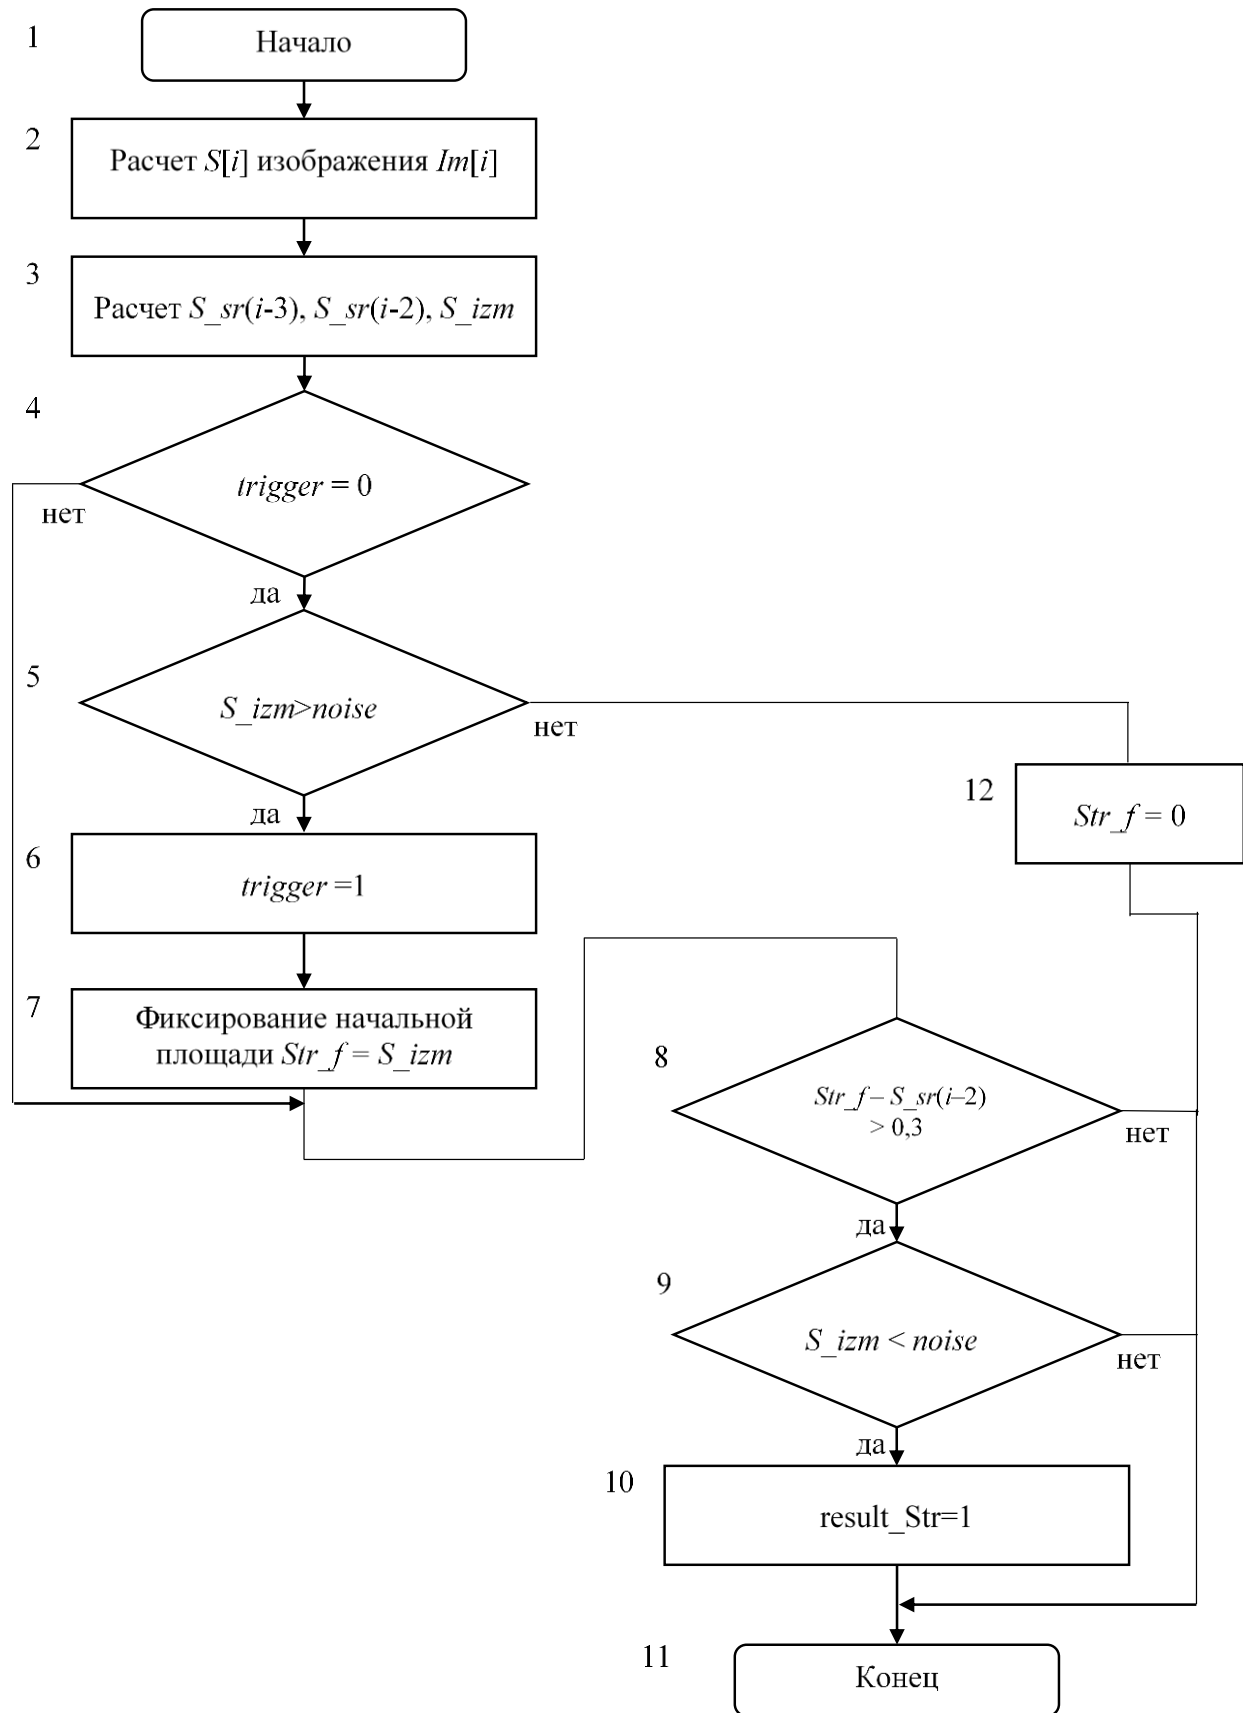 1
Начало
2
Расчет S[i] изображения Im[i]
3
Расчет S_sr(i-3), S_sr(i-2), S_izm
4
trigger = 0
нет
да
5
S_izm>noise
нет
да
12
Str_f = 0
6
trigger =1
7
Фиксирование начальной
площади Str_f = S_izm
8
Str_f – S_sr(i–2)
> 0,3
нет
да
9
S_izm < noise
нет
да
10
result_Str=1
11
Конец